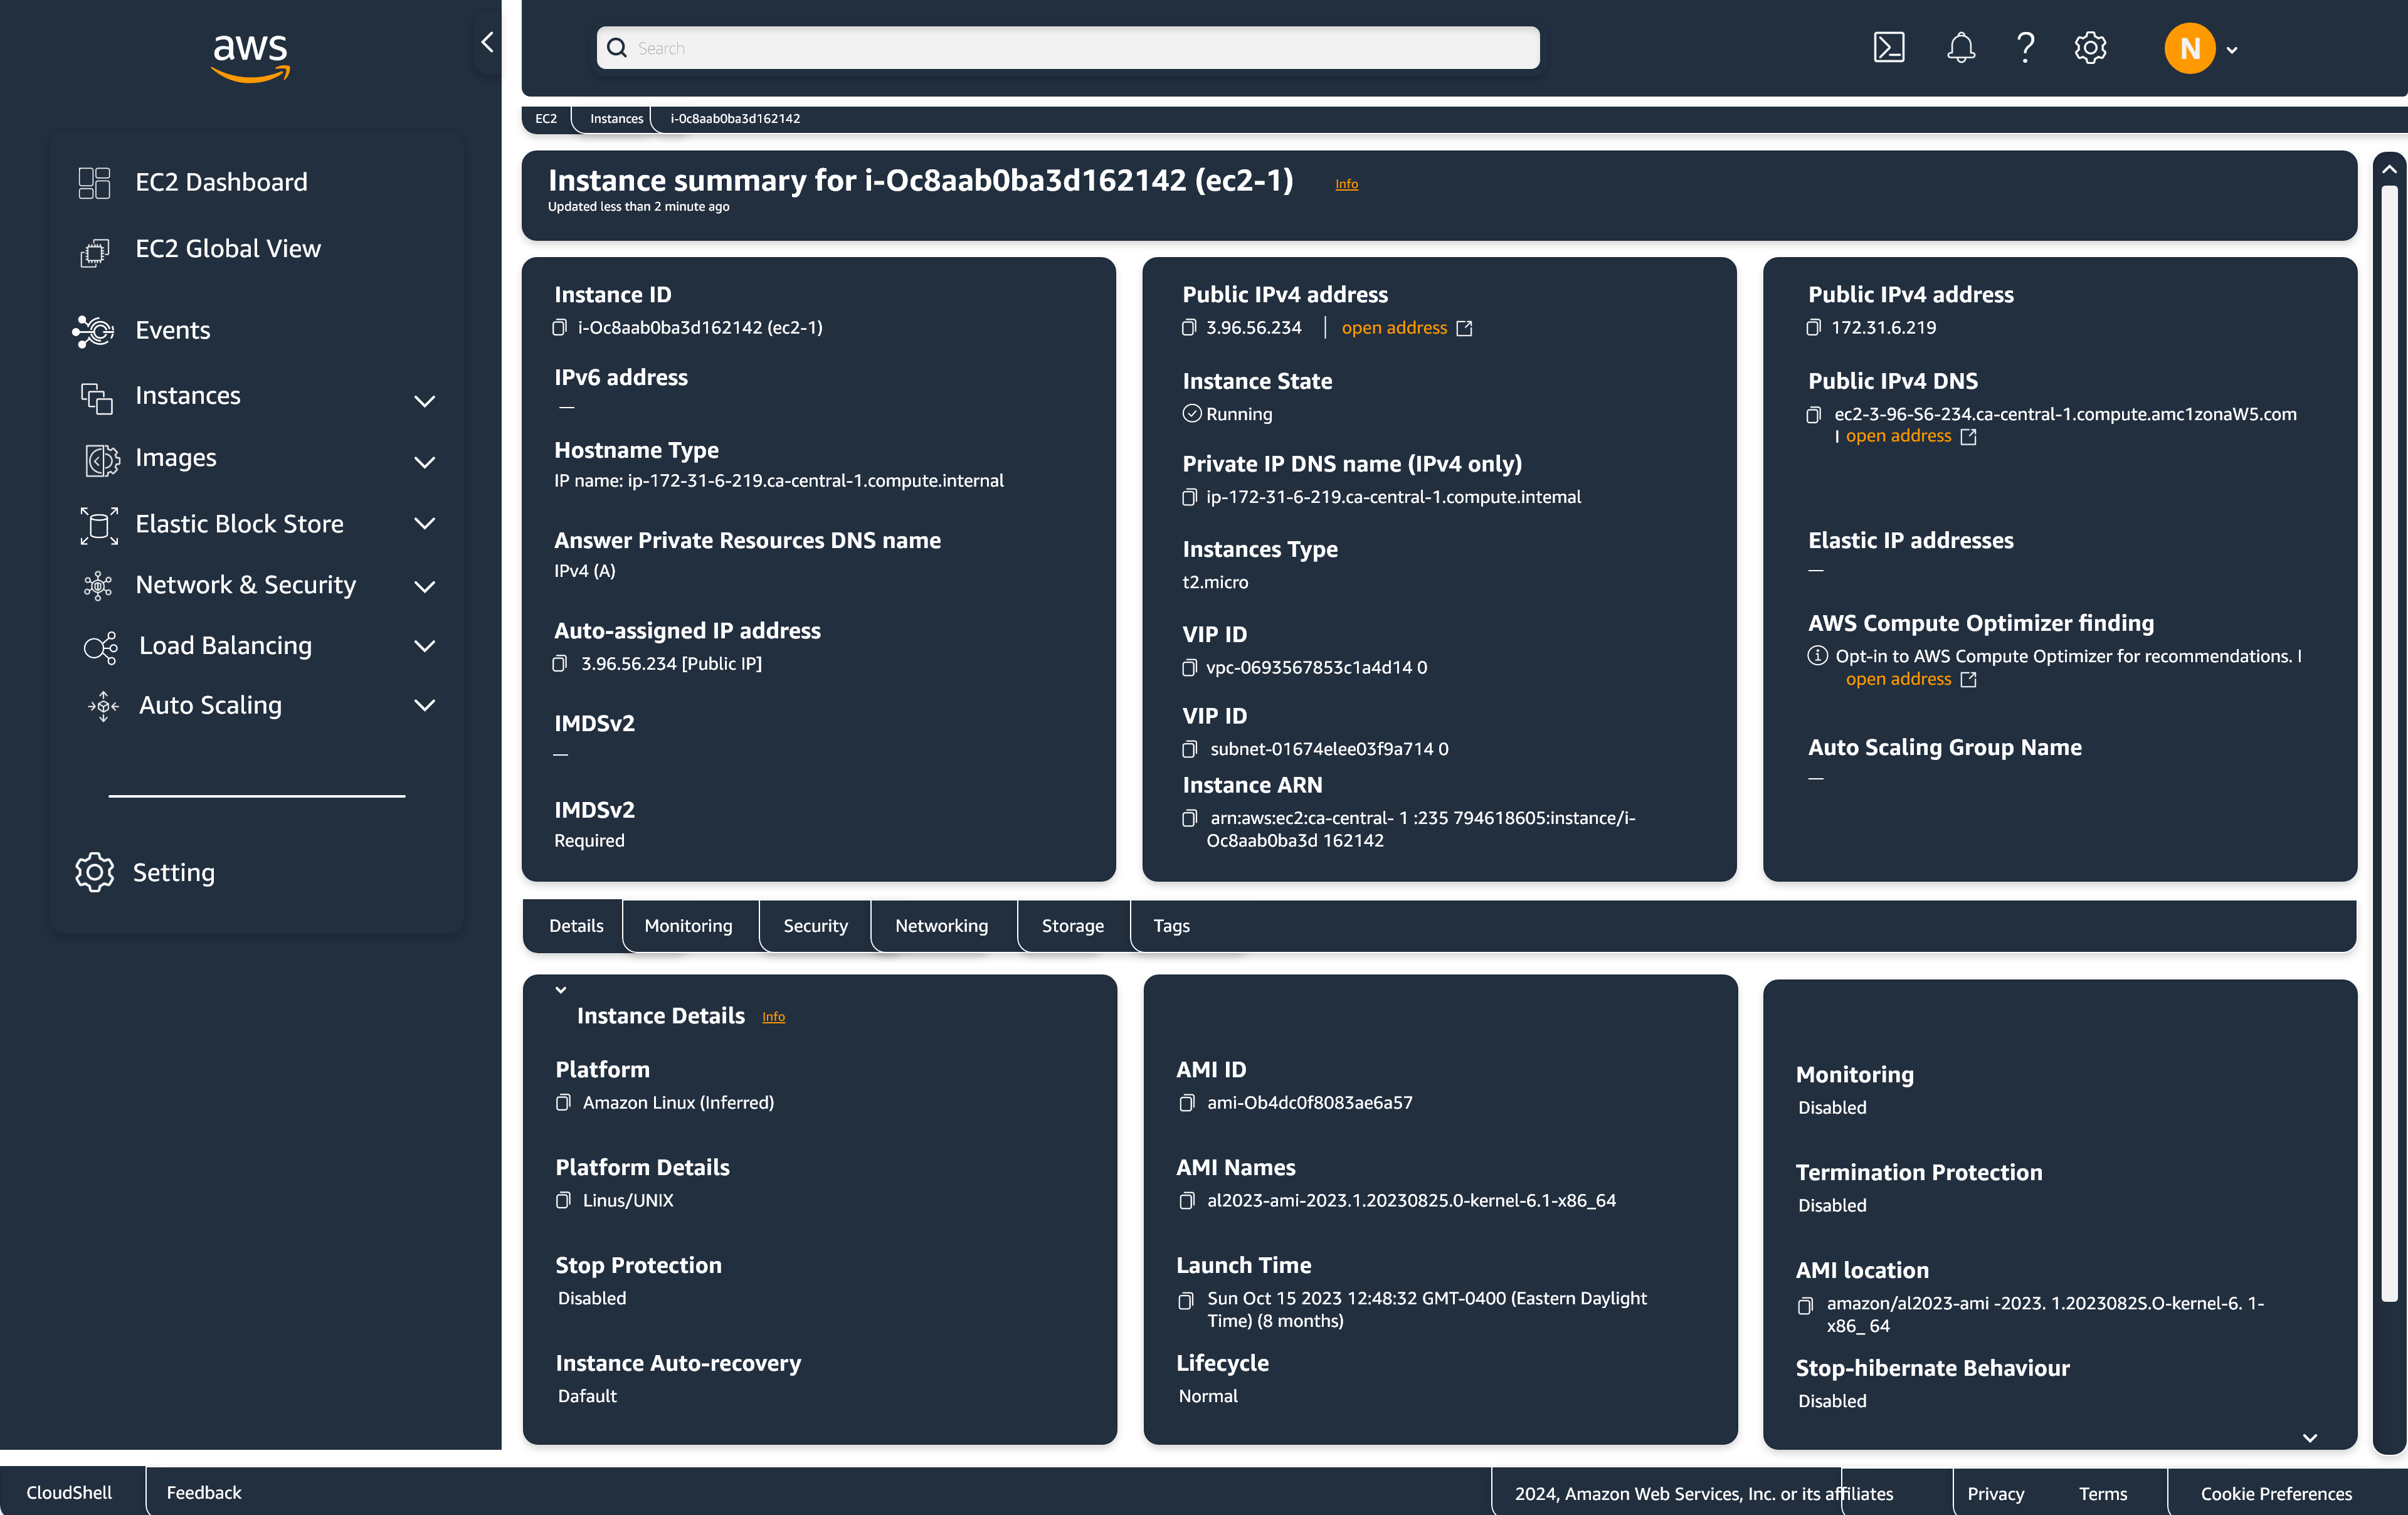 aws
Search
N
EC2
Instances
i-0c8aab0ba3d162142
EC2 Dashboard
EC2 Global View
Events
Instances
Images
Elastic Block Store
Network & Security
Load Balancing
Auto Scaling
Setting
Instance summary for i-Oc8aab0ba3d162142 (ec2-1)
Info
Updated less than 2 minute ago
Instance ID
i-Oc8aab0ba3d162142 (ec2-1)
IPv6 address
—
Hostname Type
IP name: ip-172-31-6-219.ca-central-1.compute.internal
Answer Private Resources DNS name
IPv4 (A)
Auto-assigned IP address
3.96.56.234 [Public IP]
IMDSv2
—
IMDSv2
Required
Public IPv4 address
3.96.56.234 | open address
Instance State
Running
Private IP DNS name (IPv4 only)
ip-172-31-6-219.ca-central-1.compute.intemal
Instances Type
t2.micro
VIP ID
vpc-0693567853c1a4d14 0
VIP ID
subnet-01674elee03f9a714 0
Instance ARN
arn:aws:ec2:ca-central- 1 :235 794618605:instance/i-
Oc8aab0ba3d 162142
Public IPv4 address
172.31.6.219
Public IPv4 DNS
ec2-3-96-S6-234.ca-central-1.compute.amc1zonaW5.com
I open address
Elastic IP addresses
—
AWS Compute Optimizer finding
Opt-in to AWS Compute Optimizer for recommendations. I
open address
Auto Scaling Group Name
—
Details
Monitoring
Security
Networking
Storage
Tags
Instance Details
Info
Platform
Amazon Linux (Inferred)
Platform Details
Linus/UNIX
Stop Protection
Disabled
Instance Auto-recovery
Dafault
AMI ID
ami-Ob4dc0f8083ae6a57
AMI Names
al2023-ami-2023.1.20230825.0-kernel-6.1-x86_64
Launch Time
Sun Oct 15 2023 12:48:32 GMT-0400 (Eastern Daylight
Time) (8 months)
Lifecycle
Normal
Monitoring
Disabled
Termination Protection
Disabled
AMI location
amazon/al2023-ami -2023. 1.2023082S.O-kernel-6. 1-
x86_ 64
Stop-hibernate Behaviour
Disabled
CloudShell
Feedback
2024, Amazon Web Services, Inc. or its affiliates
Privacy
Terms
Cookie Preferences